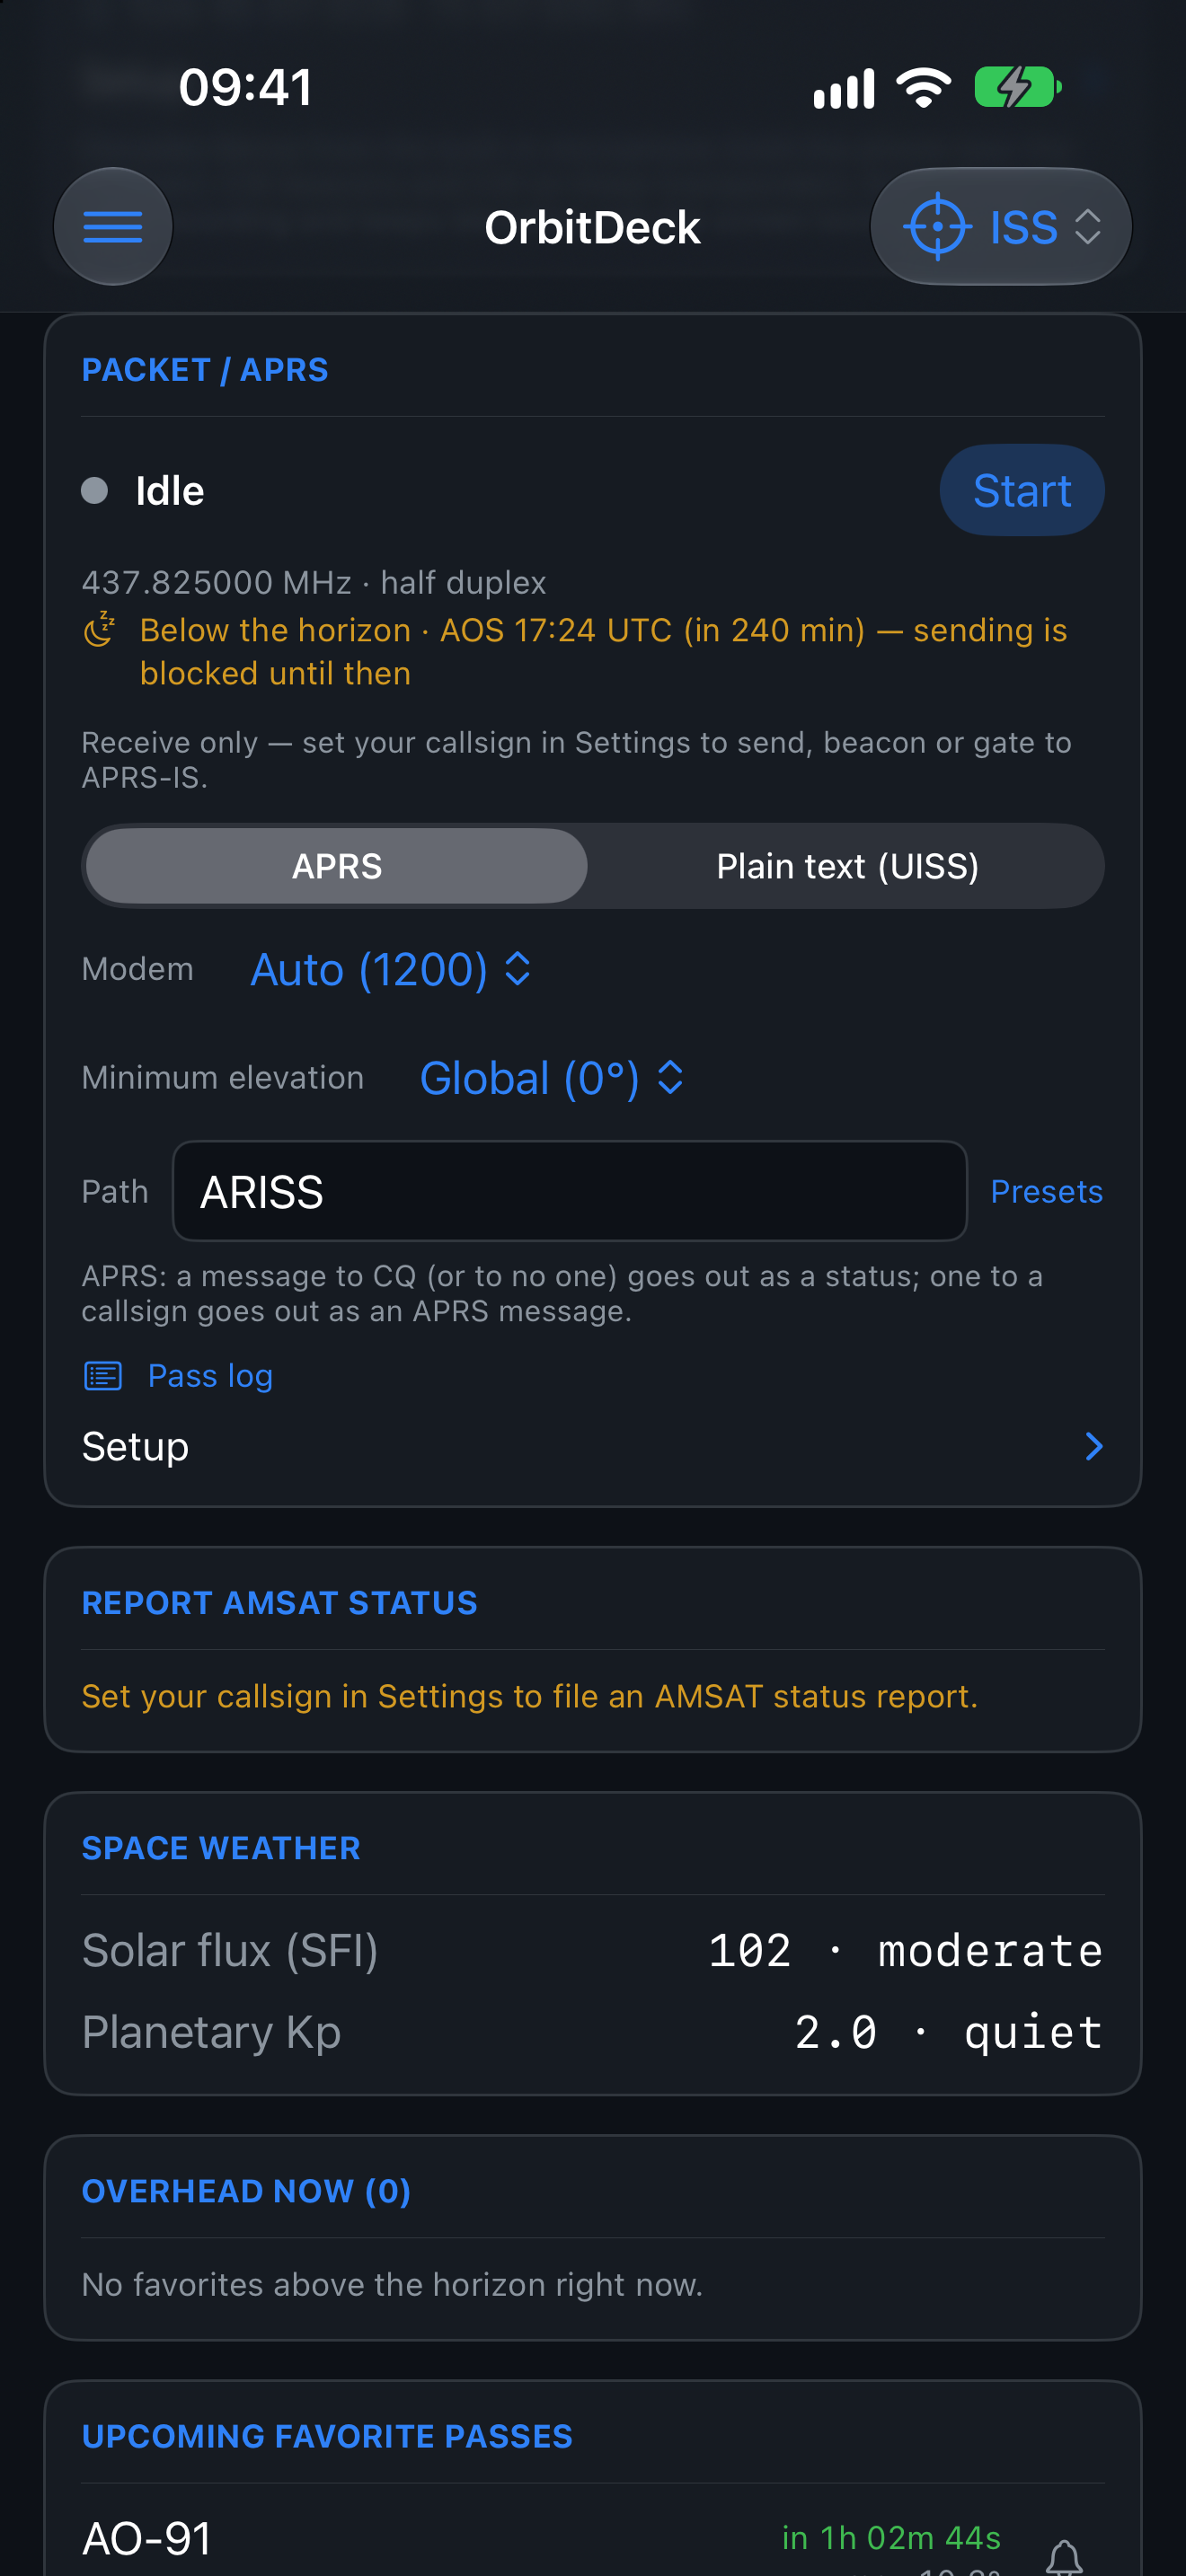 09:41
OrbitDeck
ISS
PACKET / APRS
Idle
Start
437.825000 MHz · half duplex
Below the horizon · AOS 17:24 UTC (in 240 min) — sending is
blocked until then
Receive only — set your callsign in Settings to send, beacon or gate to
APRS-IS.
APRS
Plain text (UISS)
Modem
Auto (1200)
Minimum elevation
Global (0°)
Path
ARISS
Presets
APRS: a message to CQ (or to no one) goes out as a status; one to a
callsign goes out as an APRS message.
Pass log
Setup
REPORT AMSAT STATUS
Set your callsign in Settings to file an AMSAT status report.
SPACE WEATHER
Solar flux (SFI)
102 · moderate
Planetary Kp
2.0 · quiet
OVERHEAD NOW (0)
No favorites above the horizon right now.
UPCOMING FAVORITE PASSES
AO-91
in 1h 02m 44s